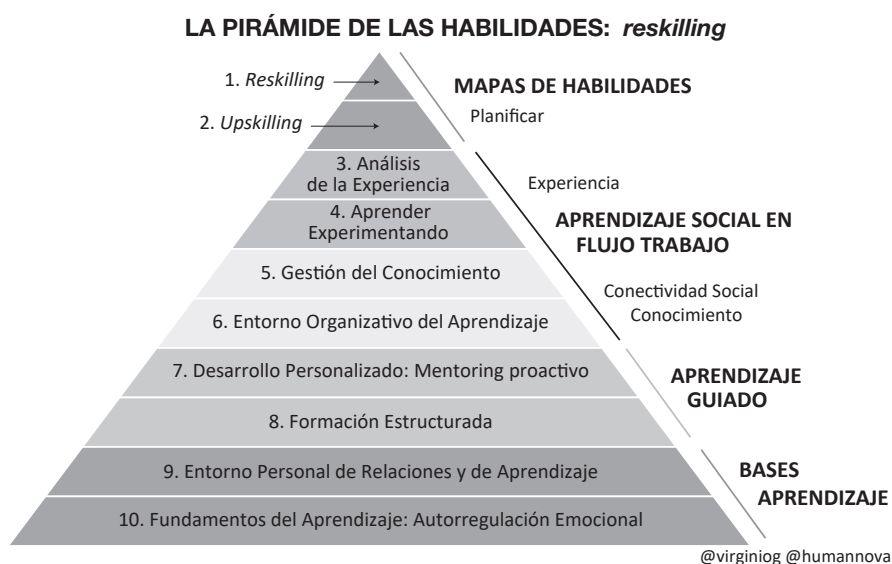 LA PIRÁMIDE DE LAS HABILIDADES: reskilling
1. Reskilling
MAPAS DE HABILIDADES
Planificar
2. Upskilling
3. Análisis
de la Experiencia
Experiencia
4. Aprender
Experimentando
APRENDIZAJE SOCIAL EN
FLUJO TRABAJO
5. Gestión del Conocimiento
Conectividad Social
Conocimiento
6. Entorno Organizativo del Aprendizaje
7. Desarrollo Personalizado: Mentoring proactivo
APRENDIZAJE
GUIADO
8. Formación Estructurada
9. Entorno Personal de Relaciones y de Aprendizaje
BASES
APRENDIZAJE
10. Fundamentos del Aprendizaje: Autorregulación Emocional
@virginiog @humannova